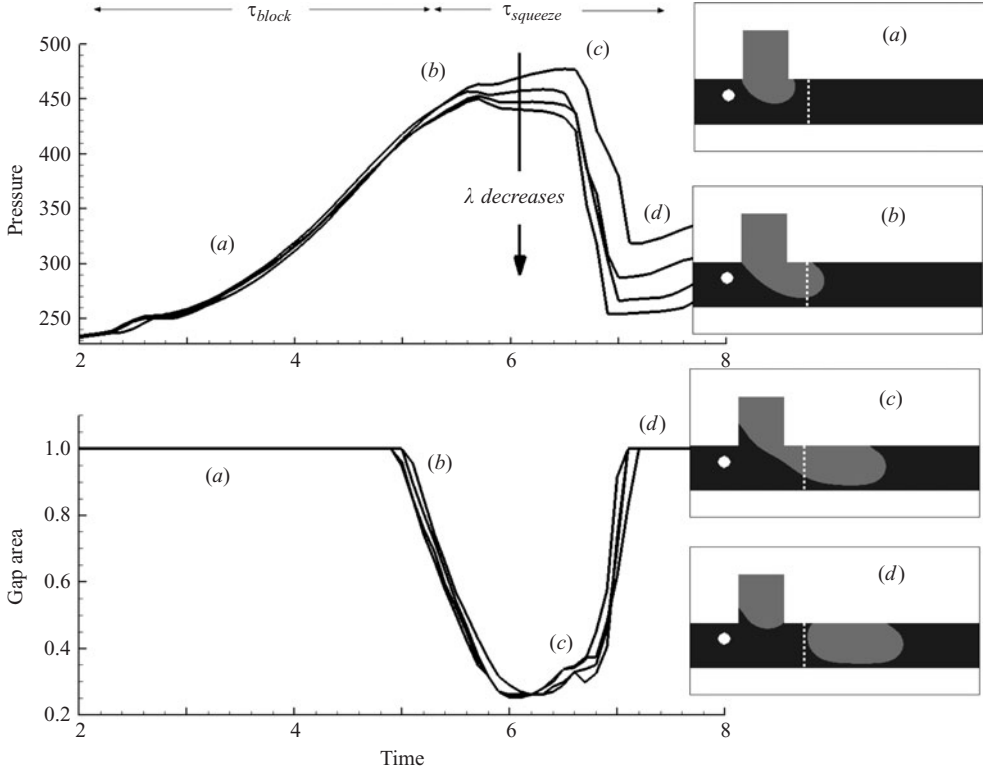 τblock
τsqueeze
500
450
400
350
300
250
Pressure
(a)
(b)
(c)
(d)
λ decreases
2
4
6
8
1.0
0.8
0.6
0.4
0.2
Gap area
(a)
(b)
(c)
(d)
2
4
6
8
Time
(a)
(b)
(c)
(d)